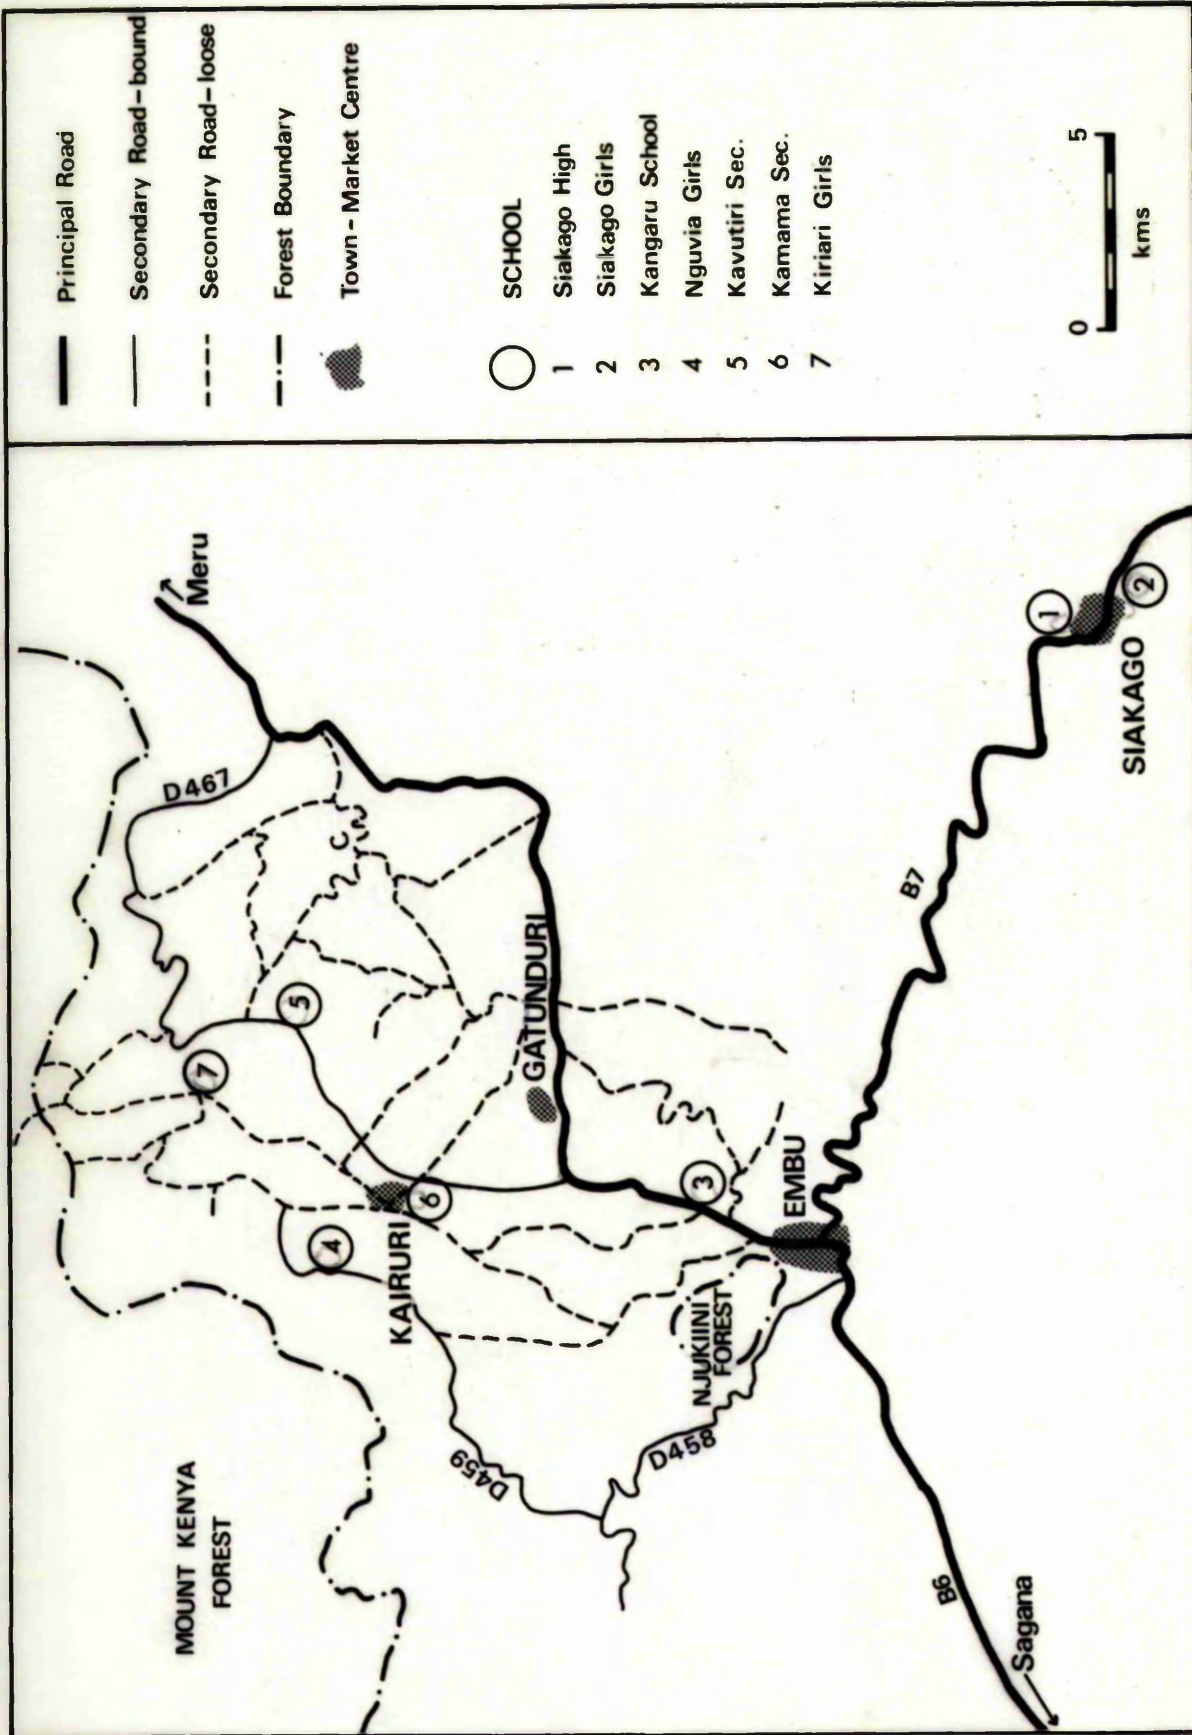 Principal Road
Secondary Road-bound
Secondary Road-loose
Forest Boundary
Town-Market Centre
SCHOOL
1 Siakago High
2 Siakago Girls
3 Kangaru School
4 Nguvia Girls
5 Kavutiri Sec.
6 Kamama Sec.
7 Kiriari Girls
0 5
kms
MOUNT KENYA
FOREST
Meru
D467
C
7
5
4
KAIRURI
6
GATUNDURI
D459
D458
NJUKIINI
FOREST
3
EMBU
B7
B6
Sagana
1
2
SIAKAGO